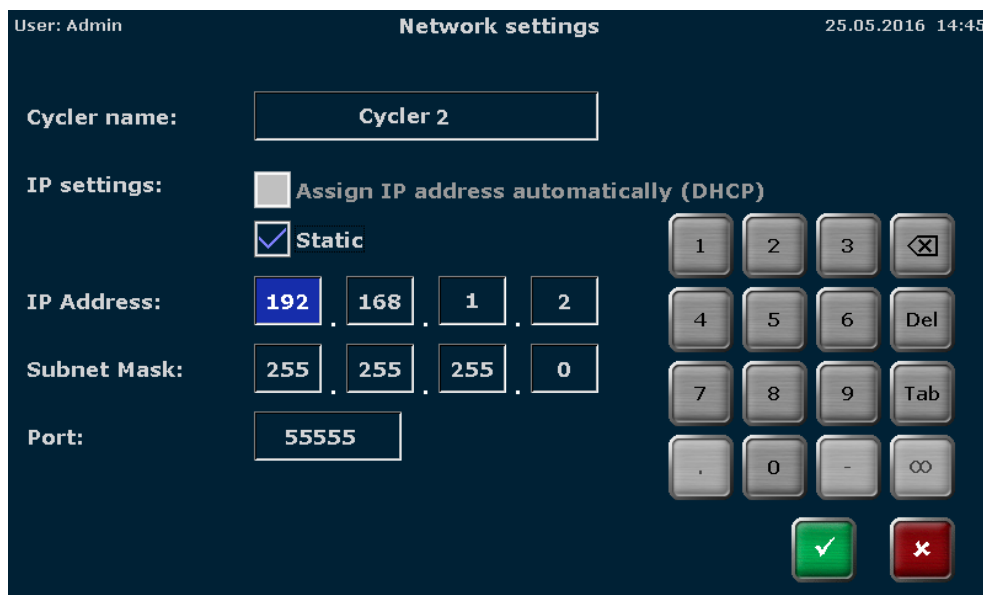 User: Admin Network settings 25.05.2016 14:45
Cycler name: Cycler 2
IP settings: Assign IP address automatically (DHCP)
Static
1 2 3
IP Address: 192 . 168 . 1 . 2
4 5 6 Del
Subnet Mask: 255 . 255 . 255 . 0
7 8 9 Tab
Port: 55555
. 0 - ∞